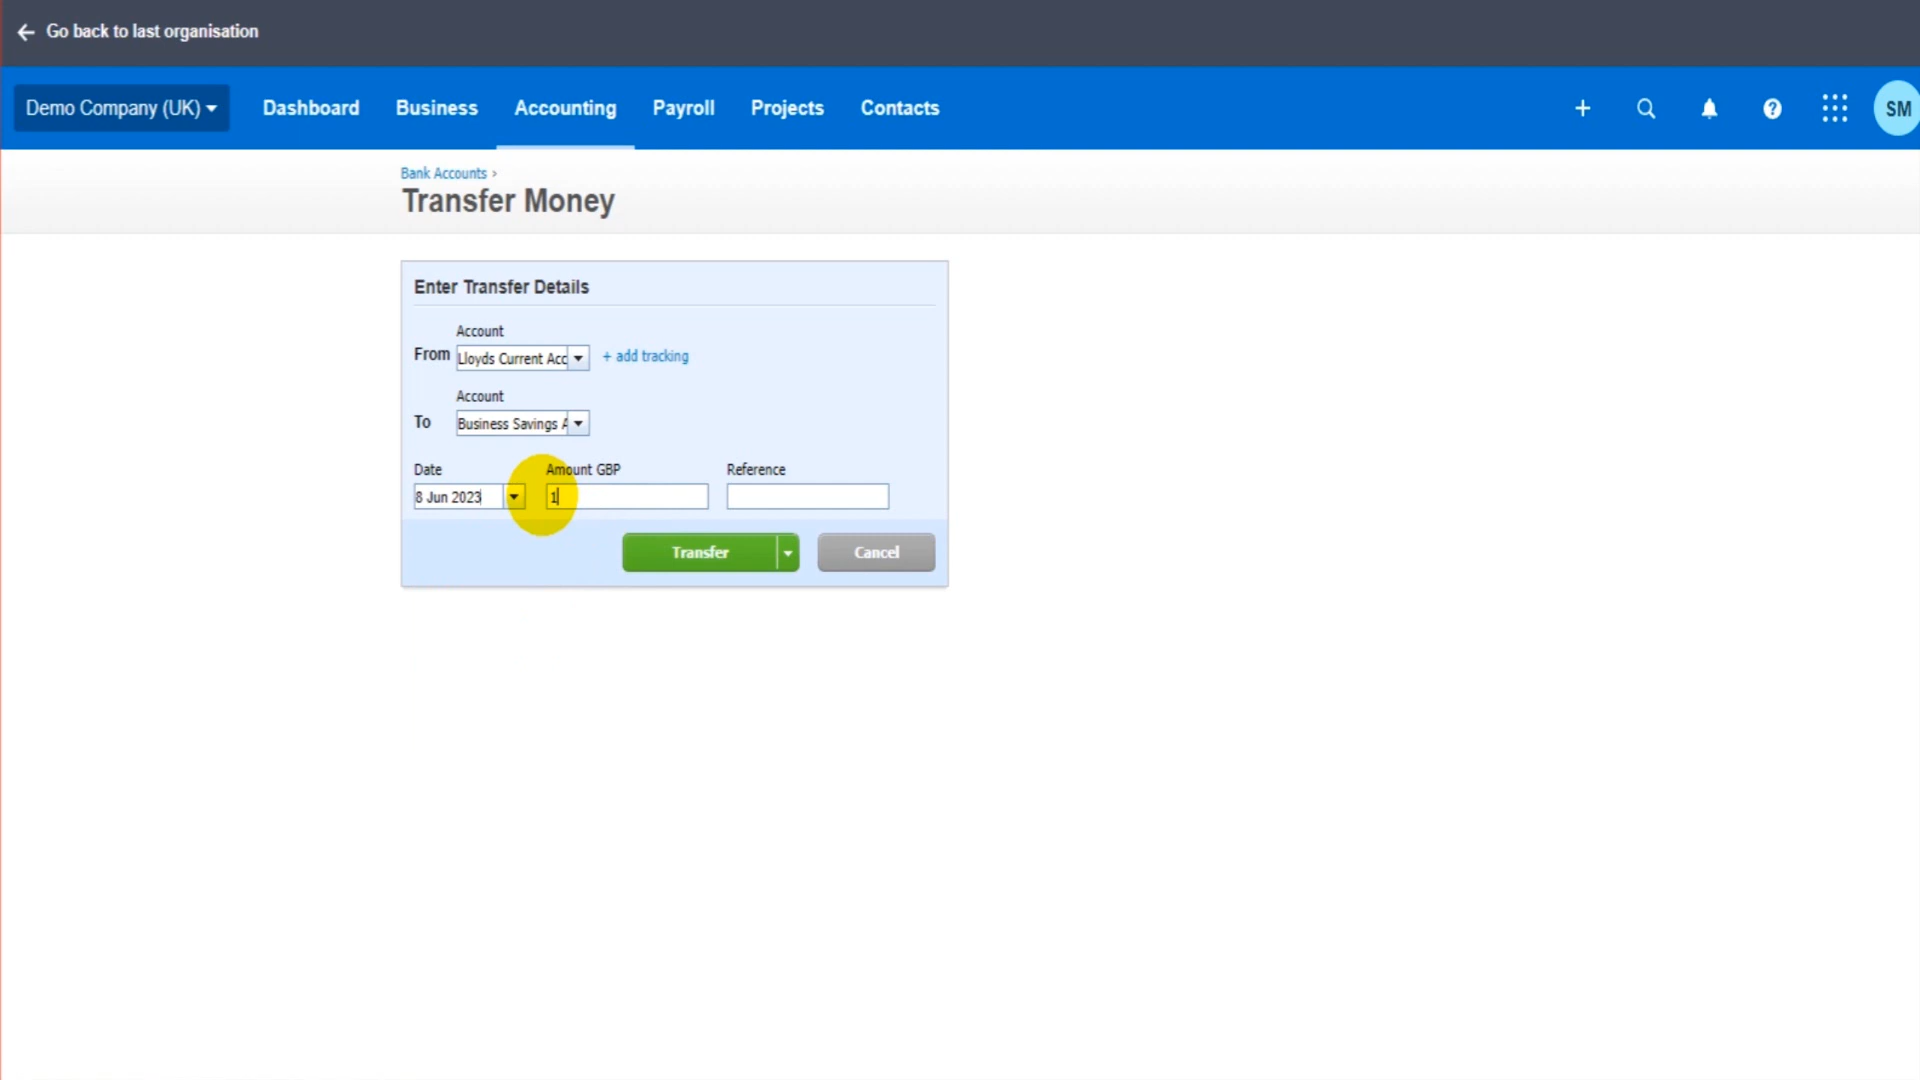 Go back to last organisation
Demo Company (UK) Dashboard Business Accounting Payroll Projects Contacts SM
Bank Accounts ›
Transfer Money
Enter Transfer Details
Account
From Lloyds Current Acc + add tracking
Account
To Business Savings A
Date Amount GBP Reference
8 Jun 2023 1
Transfer Cancel